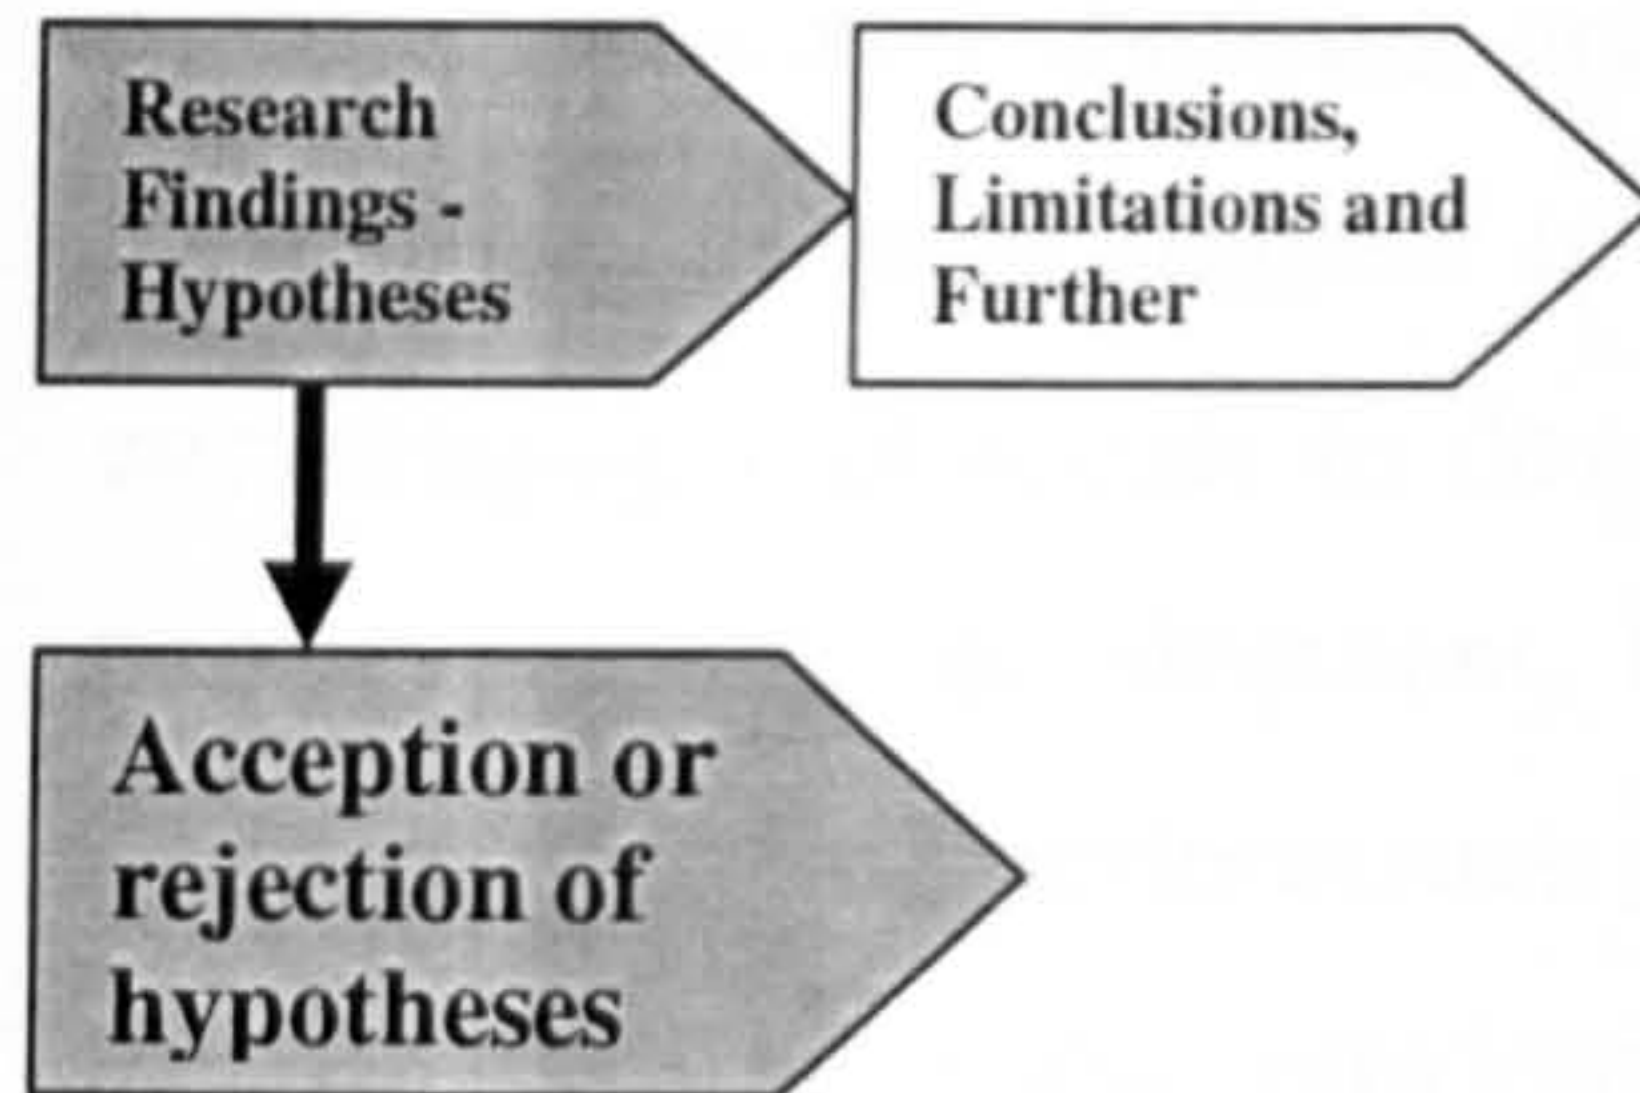 Research
Findings -
Hypotheses
Conclusions,
Limitations and
Further
Acception or
rejection of
hypotheses